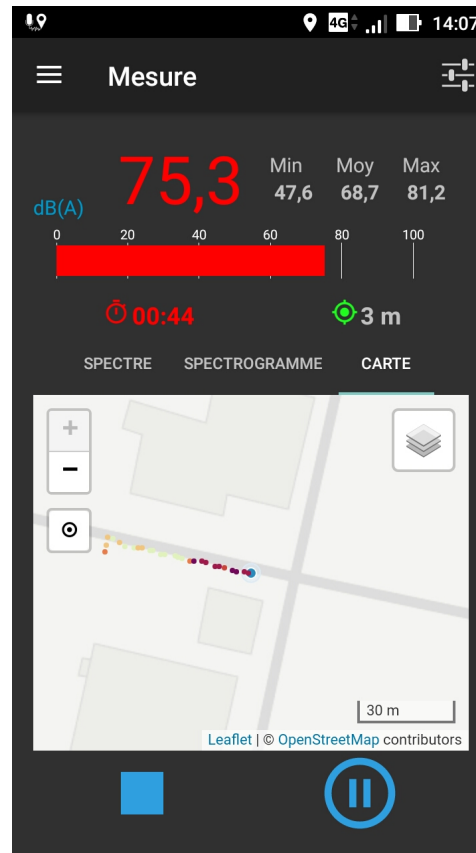 4G 14:07
Mesure
75,3
dB(A)
Min Moy Max
47,6 68,7 81,2
0 20 40 60 80 100
00:44 3 m
SPECTRE SPECTROGRAMME CARTE
+
−
30 m
Leaflet | © OpenStreetMap contributors